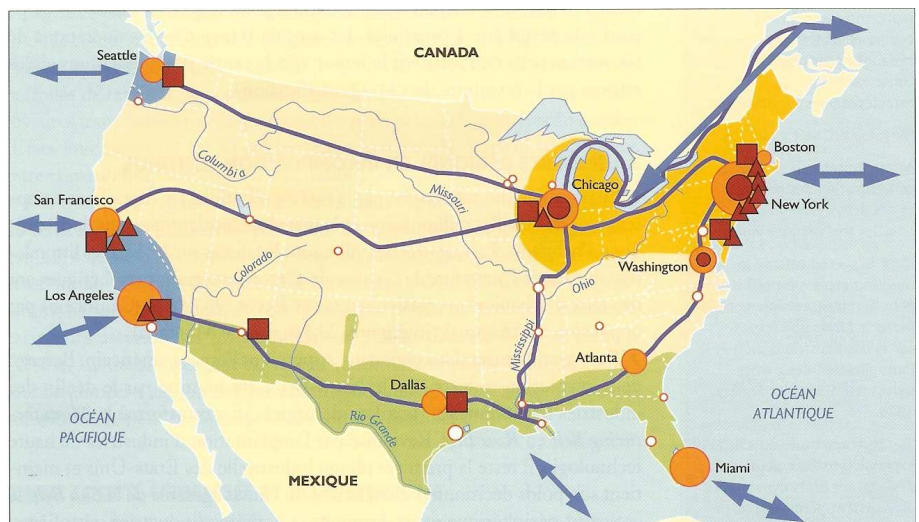 CANADA
Seattle
Columbia
Missouri
Boston
Chicago
New York
San Francisco
Colorado
Washington
Ohio
Los Angeles
Mississippi
Atlanta
Dallas
OCÉAN
PACIFIQUE
Rio Grande
OCÉAN
ATLANTIQUE
MEXIQUE
Miami